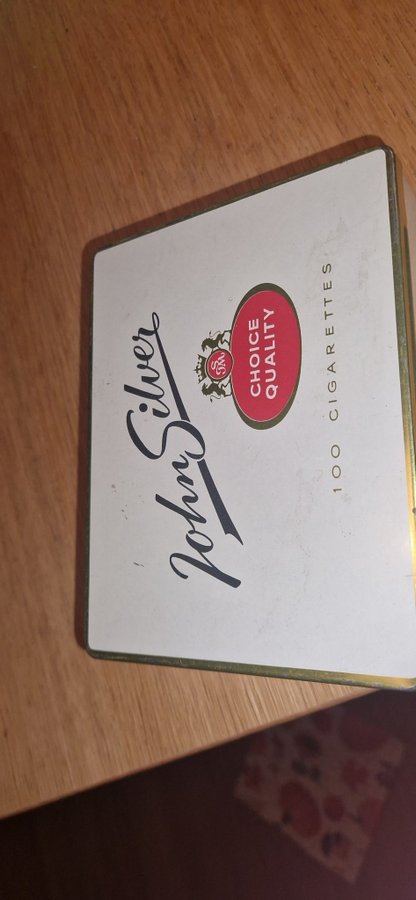 John Silver
CHOICE
QUALITY
100 CIGARETTES